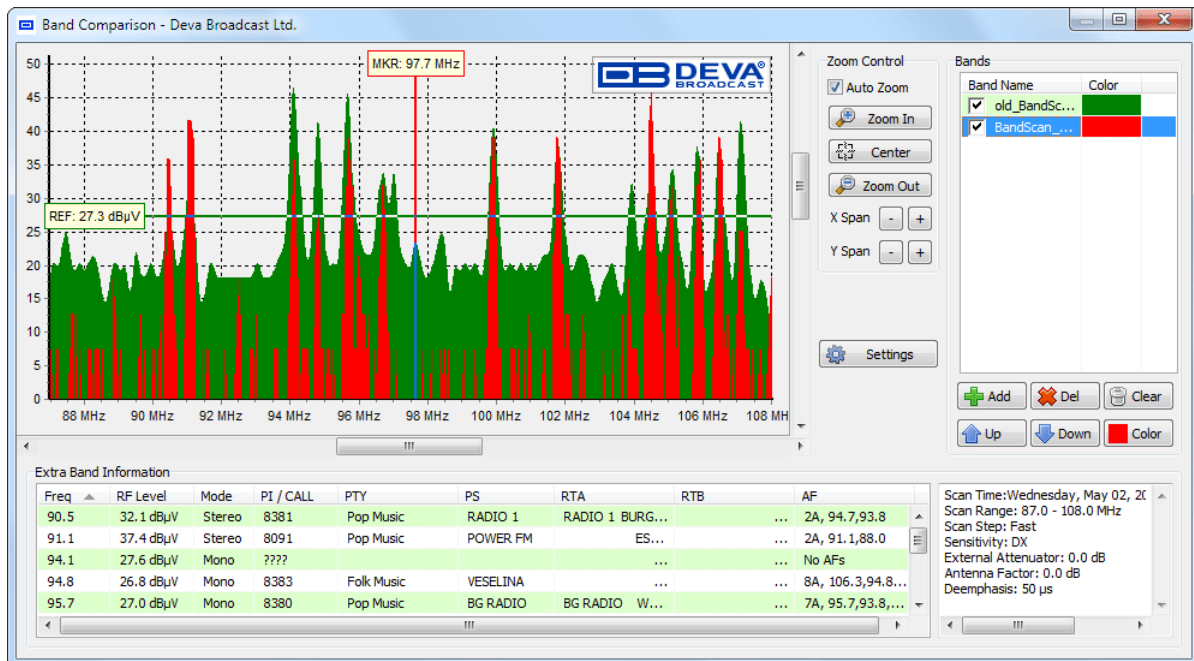 Band Comparison - Deva Broadcast Ltd.
50
45
40
35
30
25
20
15
10
5
0
MKR: 97.7 MHz
REF: 27.3 dBµV
DB DEVA®
BROADCAST
88 MHz 90 MHz 92 MHz 94 MHz 96 MHz 98 MHz 100 MHz 102 MHz 104 MHz 106 MHz 108 MH
Zoom Control
Auto Zoom
Zoom In
Center
Zoom Out
X Span - +
Y Span - +
Settings
Bands
Band Name Color
old_BandSc...
BandScan_...
Add Del Clear
Up Down Color
Extra Band Information
Freq RF Level Mode PI / CALL PTY PS RTA RTB AF
90.5 32.1 dBµV Stereo 8381 Pop Music RADIO 1 RADIO 1 BURG... ... 2A, 94.7,93.8
91.1 37.4 dBµV Stereo 8091 Pop Music POWER FM ES... ... 2A, 91.1,88.0
94.1 27.6 dBµV Mono ???? ... ... No AFs
94.8 26.8 dBµV Mono 8383 Folk Music VESELINA ... ... 8A, 106.3,94.8...
95.7 27.0 dBµV Mono 8380 Pop Music BG RADIO BG RADIO W... ... 7A, 95.7,93.8,...
Scan Time:Wednesday, May 02, 20
Scan Range: 87.0 - 108.0 MHz
Scan Step: Fast
Sensitivity: DX
External Attenuator: 0.0 dB
Antenna Factor: 0.0 dB
Deemphasis: 50 µs